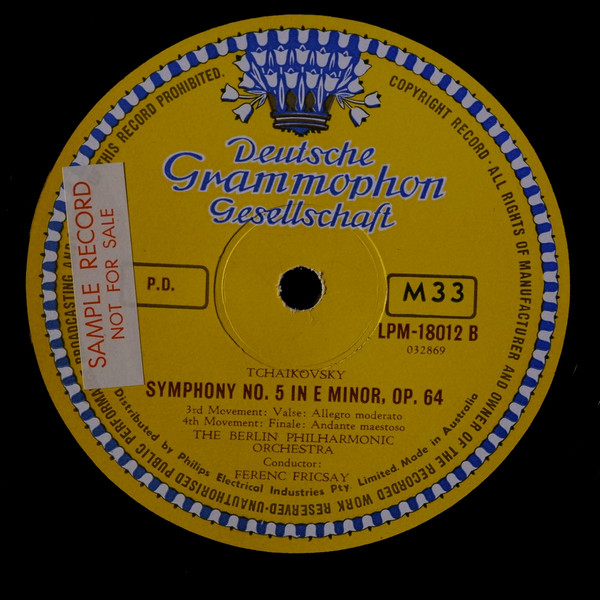 Deutsche
Grammophon
Gesellschaft
SAMPLE RECORD
NOT FOR SALE
P.D.
M33
LPM-18012 B
032869
TCHAIKOVSKY
SYMPHONY NO. 5 IN E MINOR, OP. 64
3rd Movement: Valse: Allegro moderato
4th Movement: Finale: Andante maestoso
THE BERLIN PHILHARMONIC
ORCHESTRA
Conductor:
FERENC FRICSAY
Distributed by Philips Electrical Industries Pty. Limited. Made in Australia
COPYRIGHT RECORD · ALL RIGHTS OF MANUFACTURER AND OWNER OF THE RECORDED WORK RESERVED · UNAUTHORISED PUBLIC BROADCASTING AND THIS RECORD PROHIBITED.